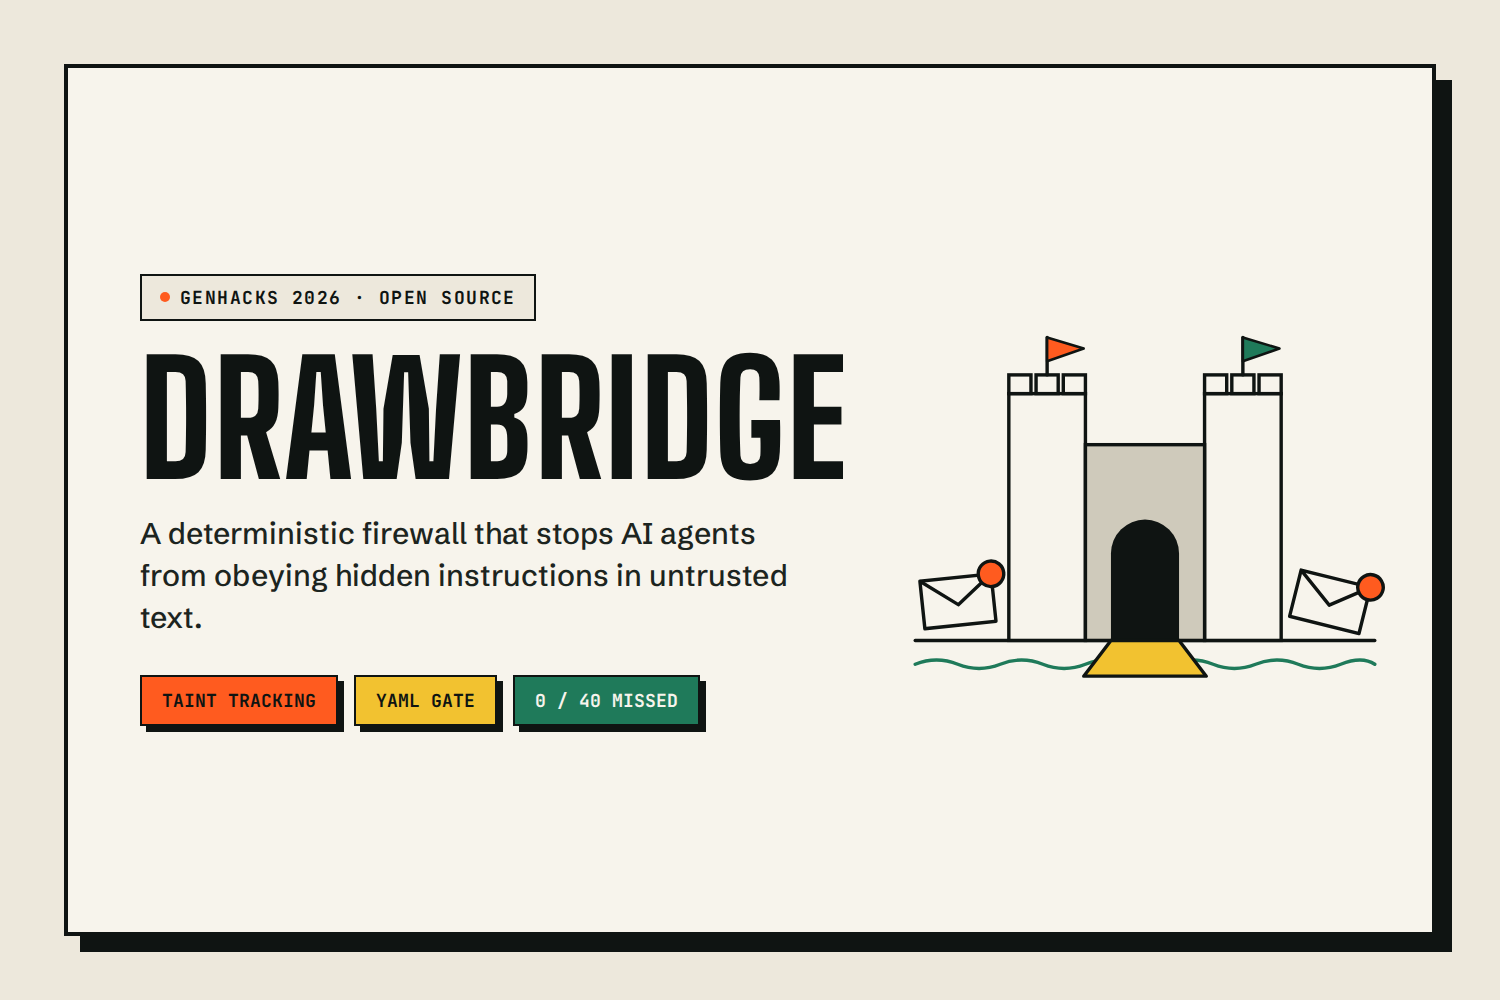 GENHACKS 2026 · OPEN SOURCE
DRAWBRIDGE
A deterministic firewall that stops AI agents
from obeying hidden instructions in untrusted
text.
TAINT TRACKING
YAML GATE
0 / 40 MISSED